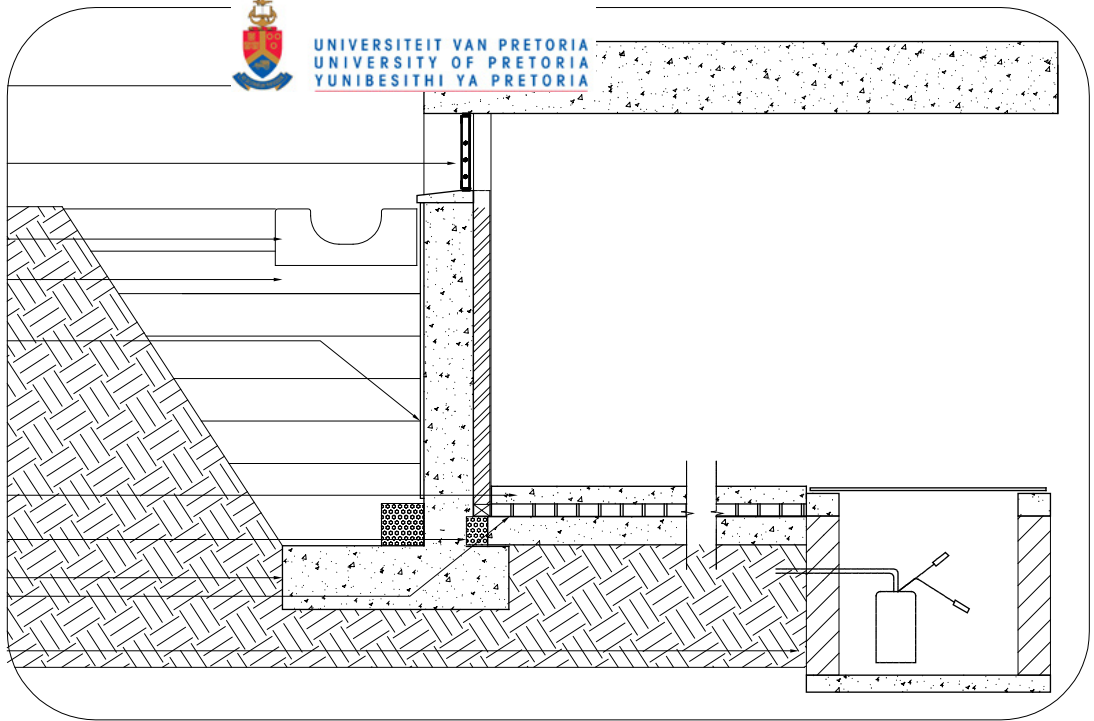 UNIVERSITEIT VAN PRETORIA
UNIVERSITY OF PRETORIA
YUNIBESITHI YA PRETORIA